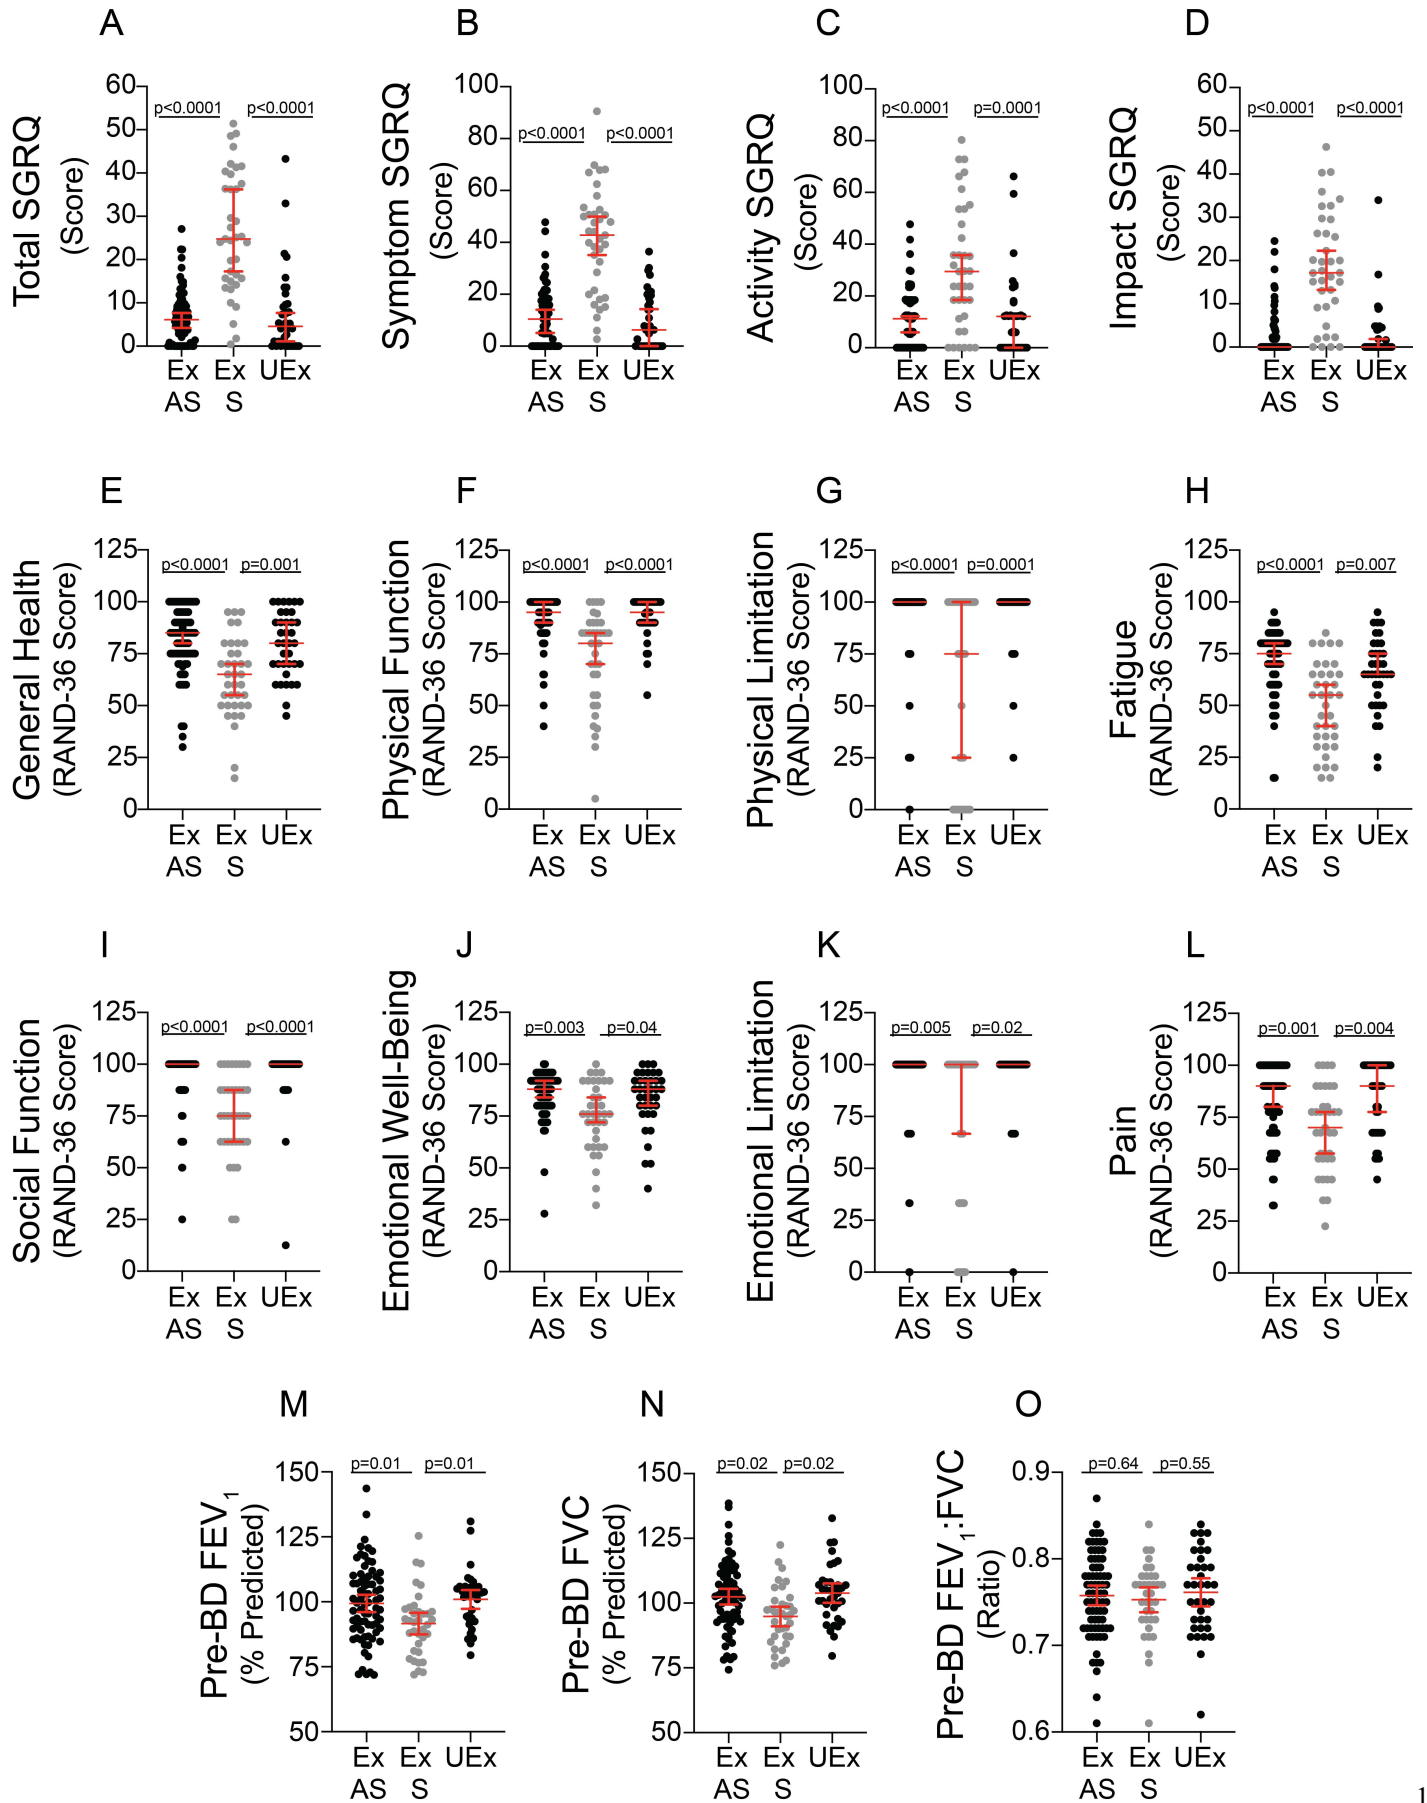 A
B
C
D
Total SGRQ
(Score)
60
50
40
30
20
10
0
p<0.0001
p<0.0001
Ex
Ex
UEx
AS
S
Symptom SGRQ
(Score)
100
80
60
40
20
0
p<0.0001
p<0.0001
Ex
Ex
UEx
AS
S
Activity SGRQ
(Score)
100
80
60
40
20
0
p<0.0001
p=0.0001
Ex
Ex
UEx
AS
S
Impact SGRQ
(Score)
60
50
40
30
20
10
0
p<0.0001
p<0.0001
Ex
Ex
UEx
AS
S
E
F
G
H
General Health
(RAND-36 Score)
125
100
75
50
25
0
p<0.0001
p=0.001
Ex
Ex
UEx
AS
S
Physical Function
(RAND-36 Score)
125
100
75
50
25
0
p<0.0001
p<0.0001
Ex
Ex
UEx
AS
S
Physical Limitation
(RAND-36 Score)
125
100
75
50
25
0
p<0.0001
p=0.0001
Ex
Ex
UEx
AS
S
Fatigue
(RAND-36 Score)
125
100
75
50
25
0
p<0.0001
p=0.007
Ex
Ex
UEx
AS
S
I
J
K
L
Social Function
(RAND-36 Score)
125
100
75
50
25
0
p<0.0001
p<0.0001
Ex
Ex
UEx
AS
S
Emotional Well-Being
(RAND-36 Score)
125
100
75
50
25
0
p=0.003
p=0.04
Ex
Ex
UEx
AS
S
Emotional Limitation
(RAND-36 Score)
125
100
75
50
25
0
p=0.005
p=0.02
Ex
Ex
UEx
AS
S
Pain
(RAND-36 Score)
125
100
75
50
25
0
p=0.001
p=0.004
Ex
Ex
UEx
AS
S
M
N
O
Pre-BD FEV1
(% Predicted)
150
125
100
75
50
p=0.01
p=0.01
Ex
Ex
UEx
AS
S
Pre-BD FVC
(% Predicted)
150
125
100
75
50
p=0.02
p=0.02
Ex
Ex
UEx
AS
S
Pre-BD FEV1:FVC
(Ratio)
0.9
0.8
0.7
0.6
p=0.64
p=0.55
Ex
Ex
UEx
AS
S
1